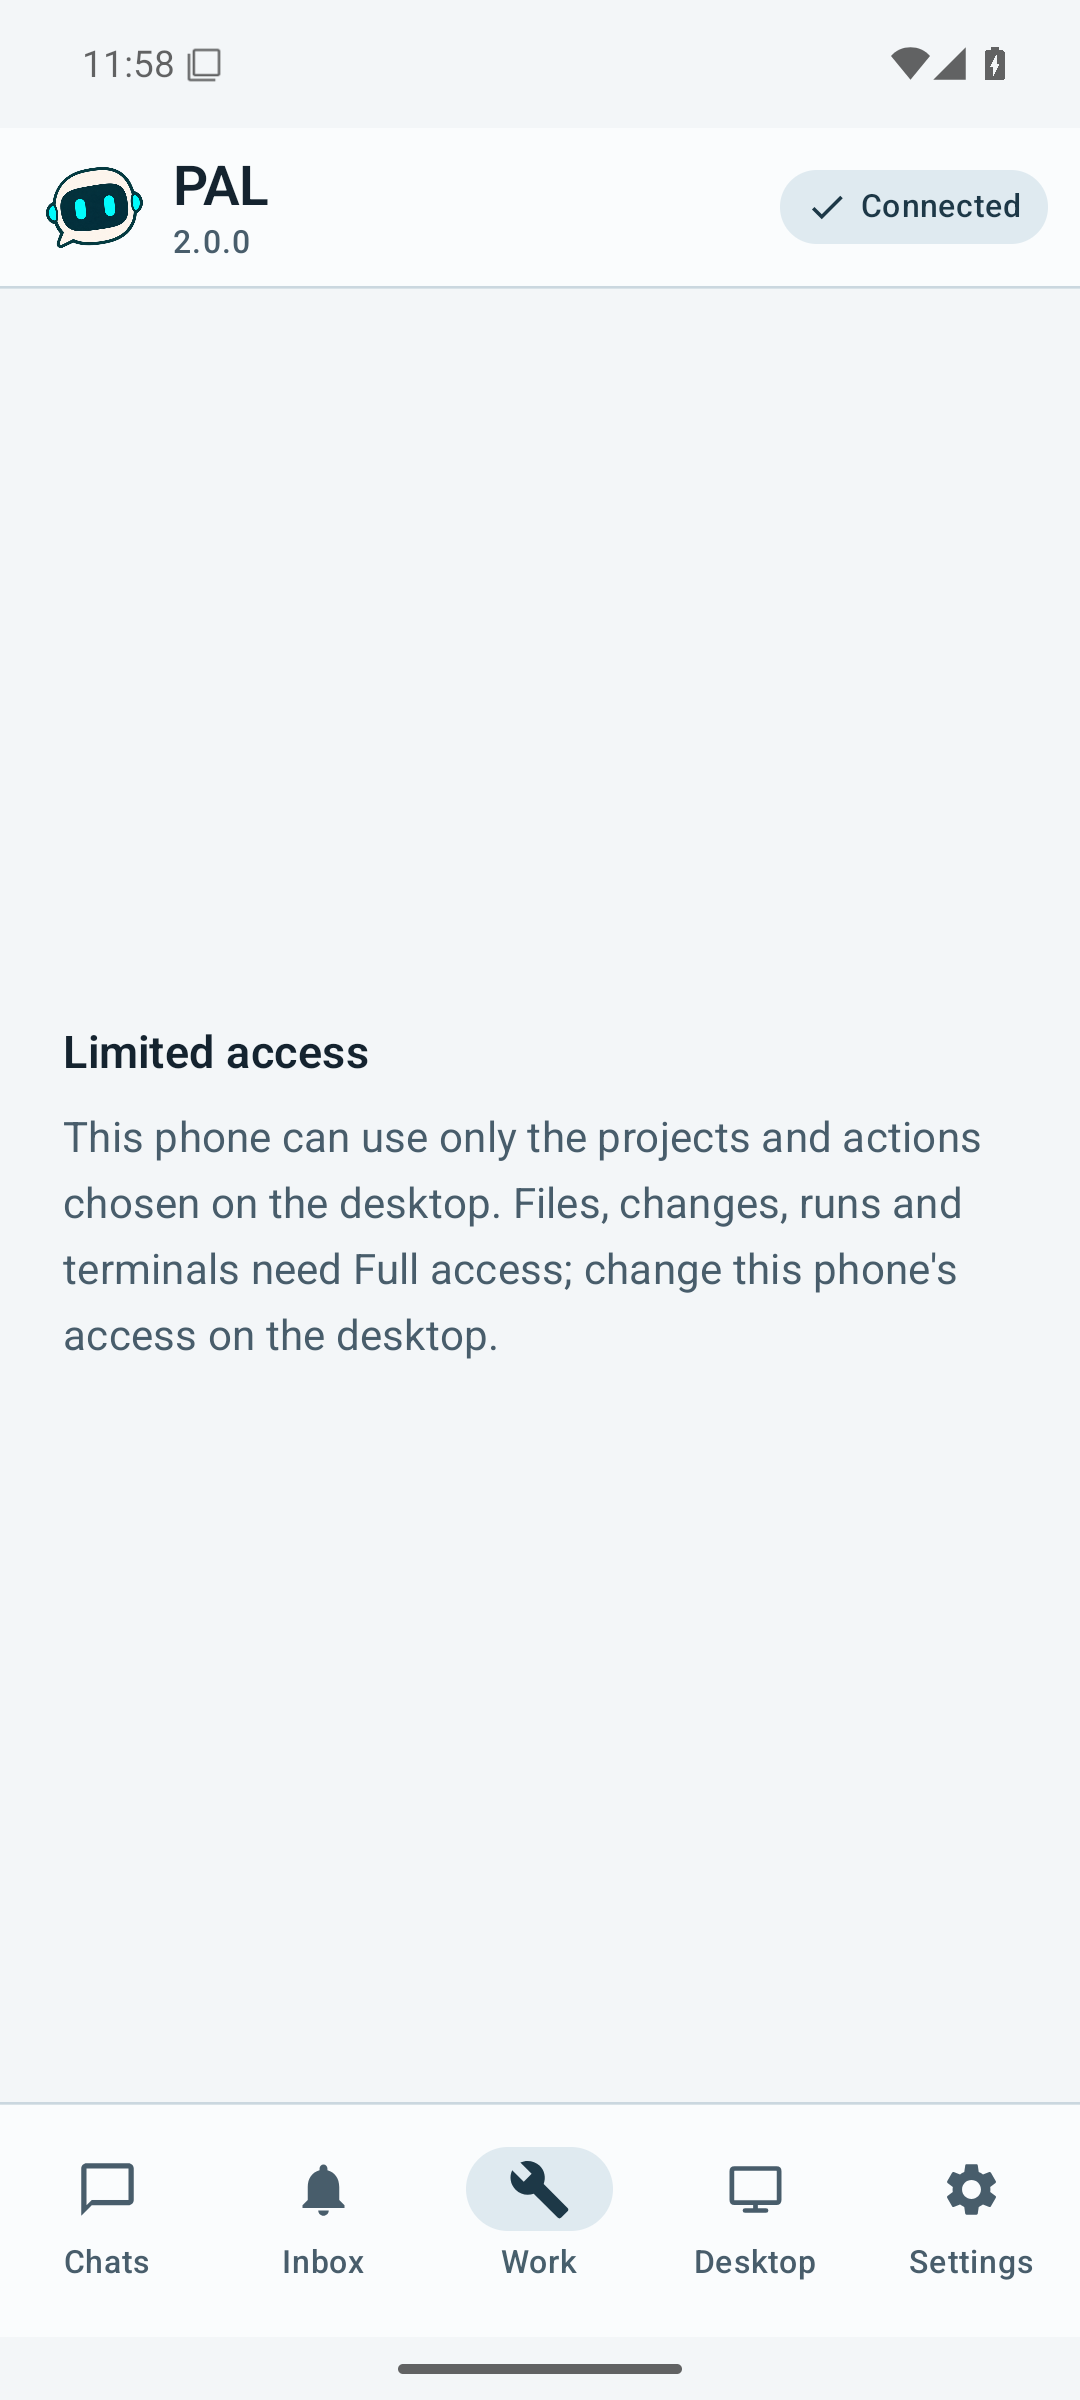 11:58
PAL
2.0.0
Connected
Limited access
This phone can use only the projects and actions
chosen on the desktop. Files, changes, runs and
terminals need Full access; change this phone's
access on the desktop.
Chats
Inbox
Work
Desktop
Settings